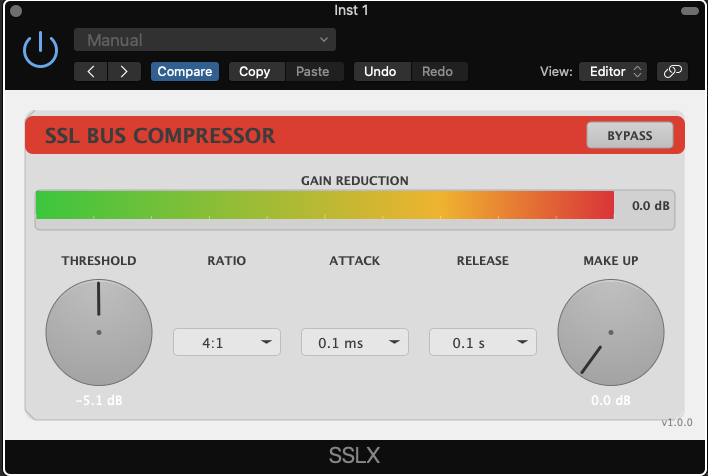 Inst 1
Manual
Compare Copy Paste Undo Redo View: Editor
SSL BUS COMPRESSOR BYPASS
GAIN REDUCTION
0.0 dB
THRESHOLD RATIO ATTACK RELEASE MAKE UP
4:1 0.1 ms 0.1 s
-5.1 dB 0.0 dB
v1.0.0
SSLX